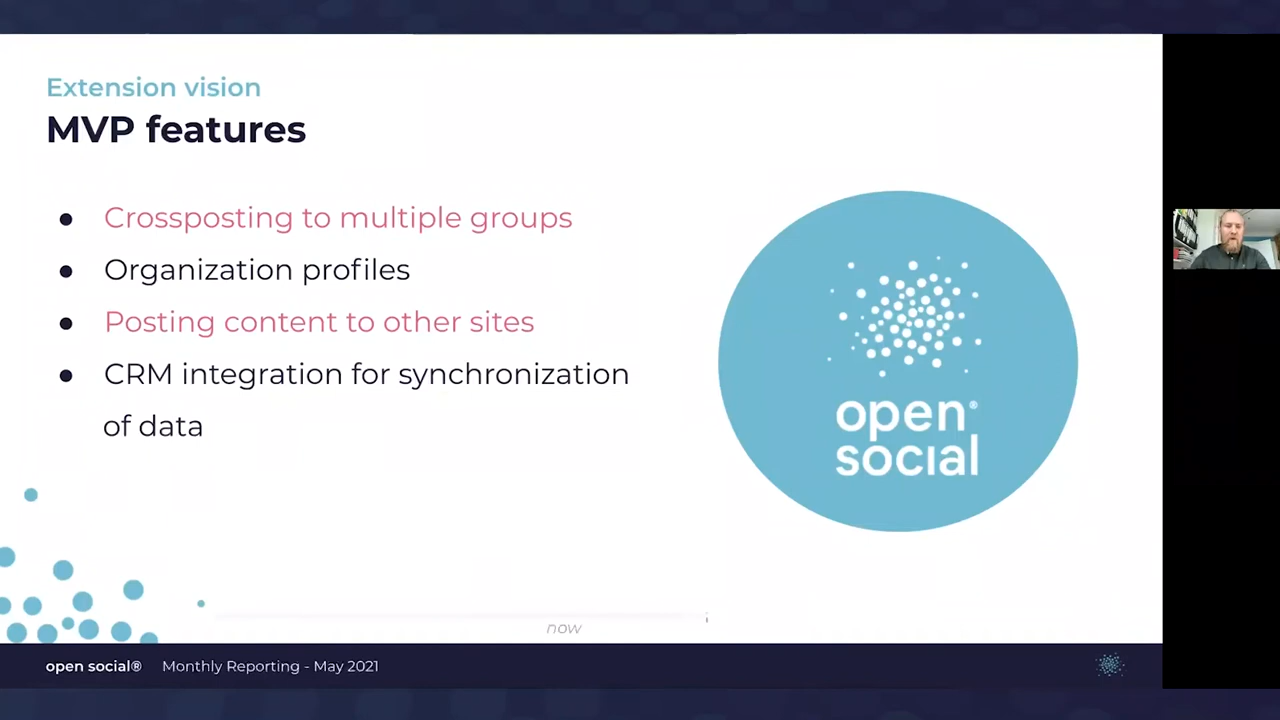 Extension vision
MVP features
● Crossposting to multiple groups
● Organization profiles
● Posting content to other sites
● CRM integration for synchronization
of data
open®
social
now
open social® Monthly Reporting - May 2021